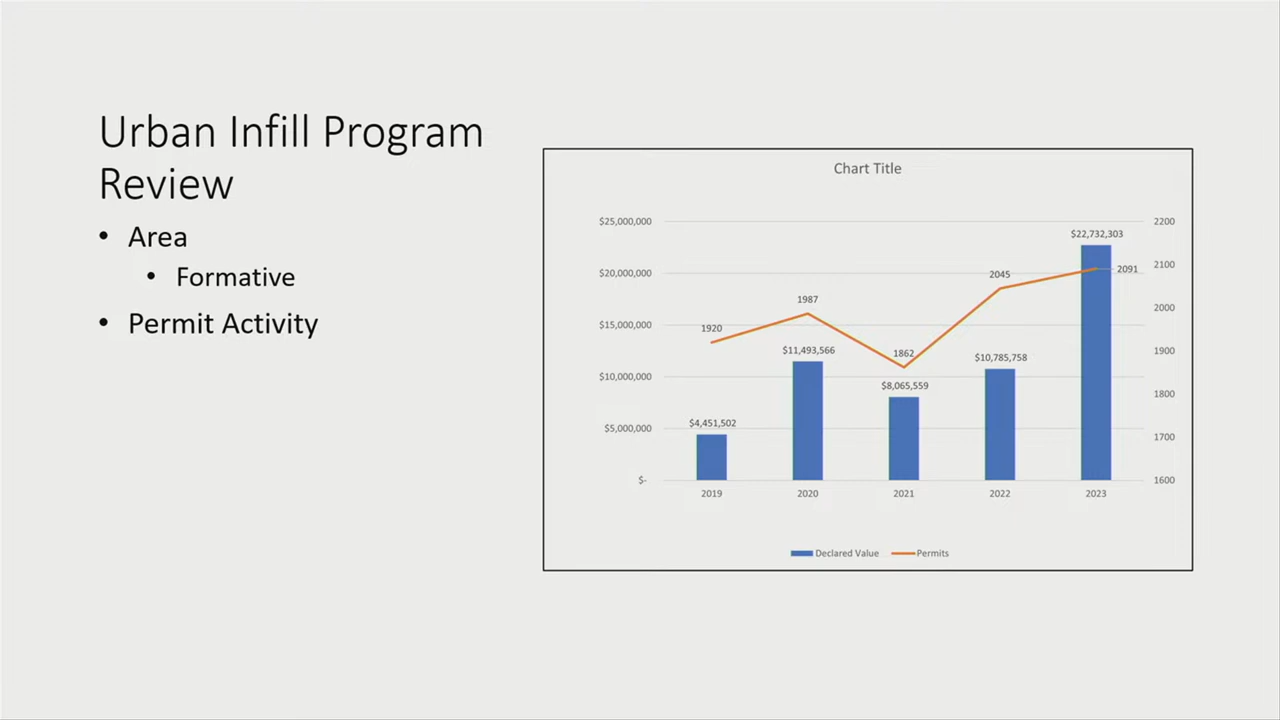 Urban Infill Program
Review
• Area
• Formative
• Permit Activity
Chart Title
$25,000,000
$20,000,000
$15,000,000
$10,000,000
$5,000,000
$-
2200
2100
2000
1900
1800
1700
1600
$4,451,502
$11,493,566
$8,065,559
$10,785,758
$22,732,303
1920
1987
1862
2045
2091
2019 2020 2021 2022 2023
Declared Value Permits